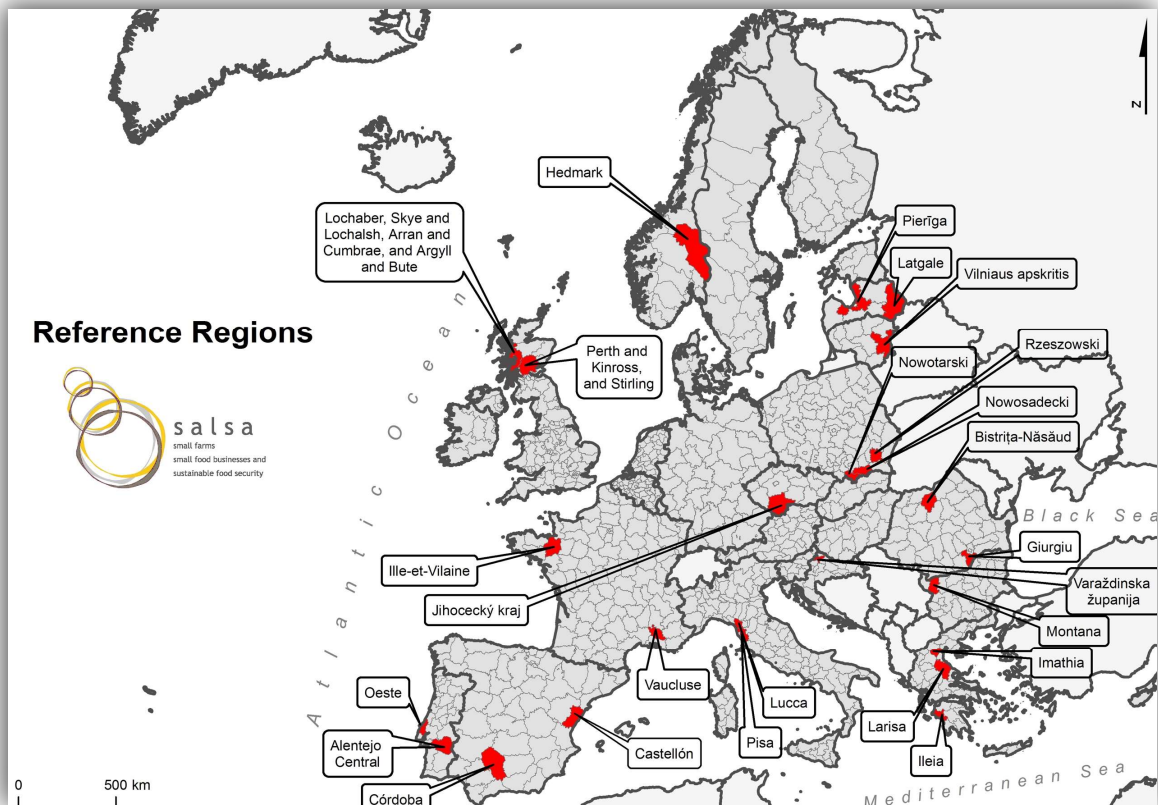 N
Hedmark
Lochaber, Skye and
Lochalsh, Arran and
Cumbrae, and Argyll
and Bute
Pierīga
Latgale
Vilniaus apskritis
Reference Regions
Perth and
Kinross,
and Stirling
Rzeszowski
Nowotarski
Nowosadecki
Bistrița-Năsăud
salsa
small farms
small food businesses and
sustainable food security
Atlantic Ocean
Black Sea
Ille-et-Vilaine
Giurgiu
Jihocecký kraj
Varaždinska
županija
Montana
Imathia
Oeste
Vaucluse
Lucca
Larisa
Alentejo
Central
Castellón
Pisa
Ileia
Córdoba
Mediterranean Sea
0 500 km